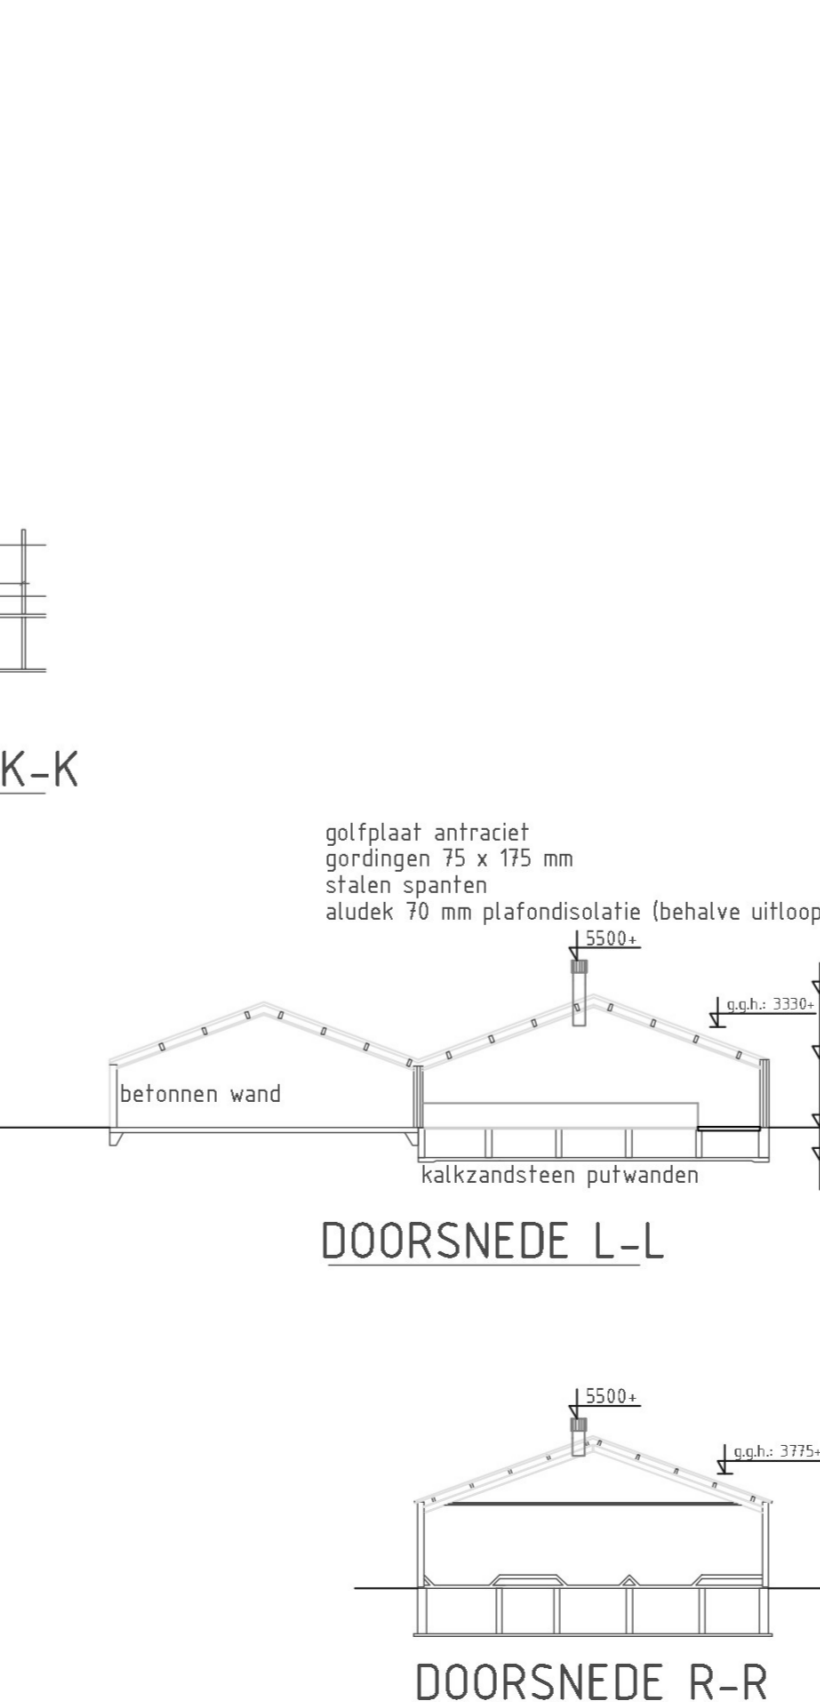 K-K
golfplaat antraciet
gordingen 75 x 175 mm
stalen spanten
aludek 70 mm plafondisolatie (behalve uitloop
5500+
g.g.h.: 3330+
betonnen wand
kalkzandsteen putwanden
DOORSNEDE L-L
5500+
g.g.h.: 3775+
DOORSNEDE R-R